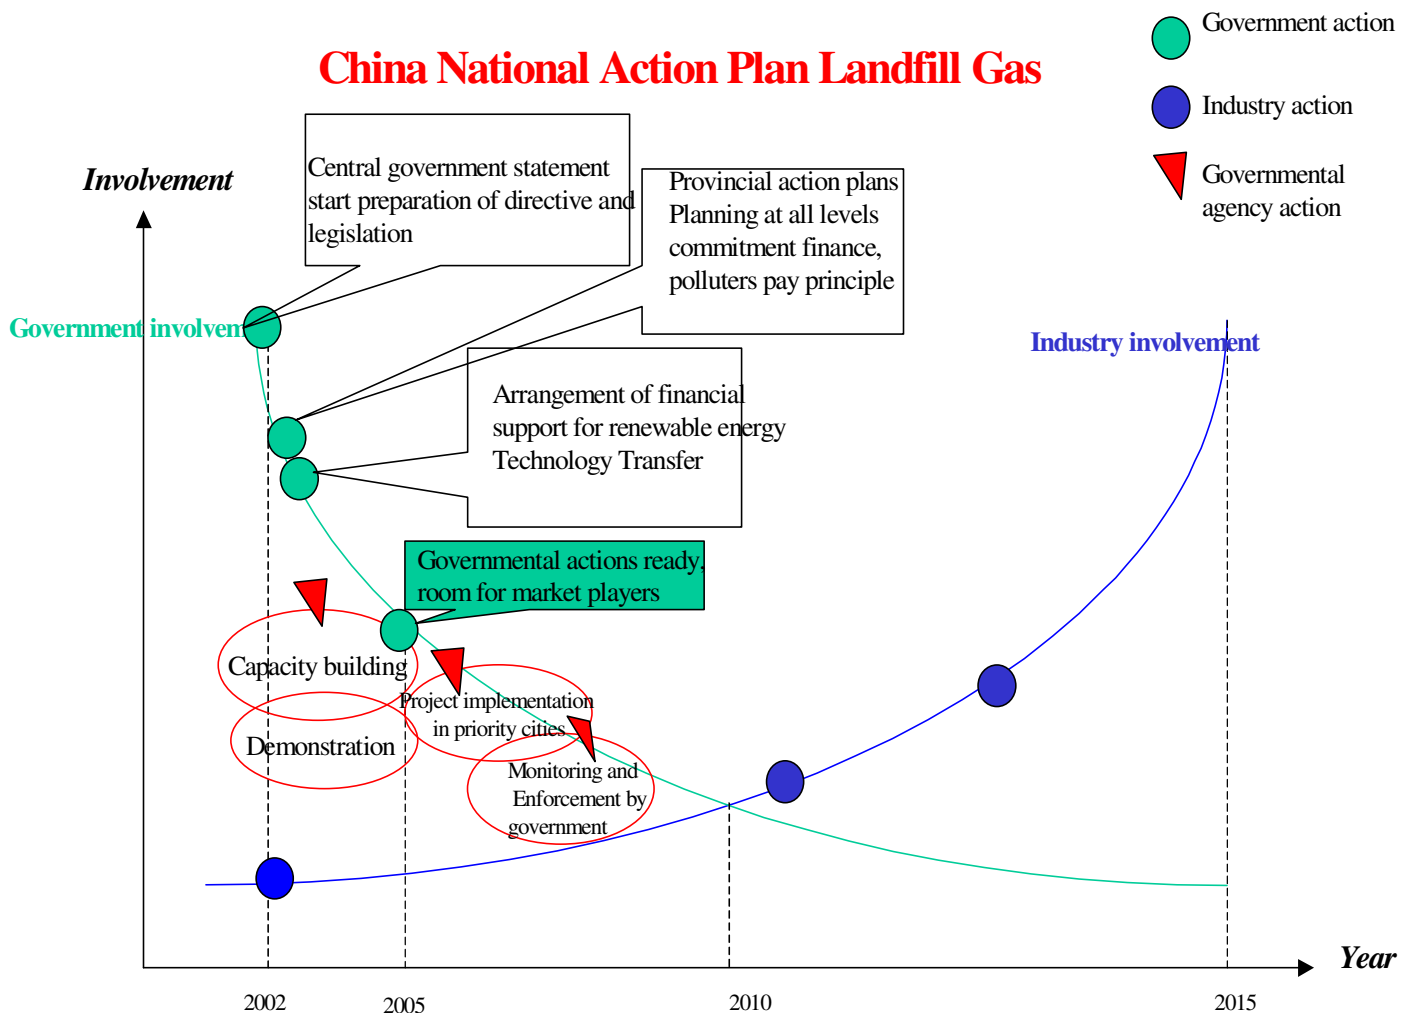 Government action
China National Action Plan Landfill Gas
Industry action
Governmental
agency action
Involvement
Central government statement
start preparation of directive and
legislation
Provincial action plans
Planning at all levels
commitment finance,
polluters pay principle
Government involvem
Industry involvement
Arrangement of financial
support for renewable energy
Technology Transfer
Governmental actions ready,
room for market players
Capacity building
Project implementation
in priority cities
Demonstration
Monitoring and
Enforcement by
government
Year
2002
2005
2010
2015